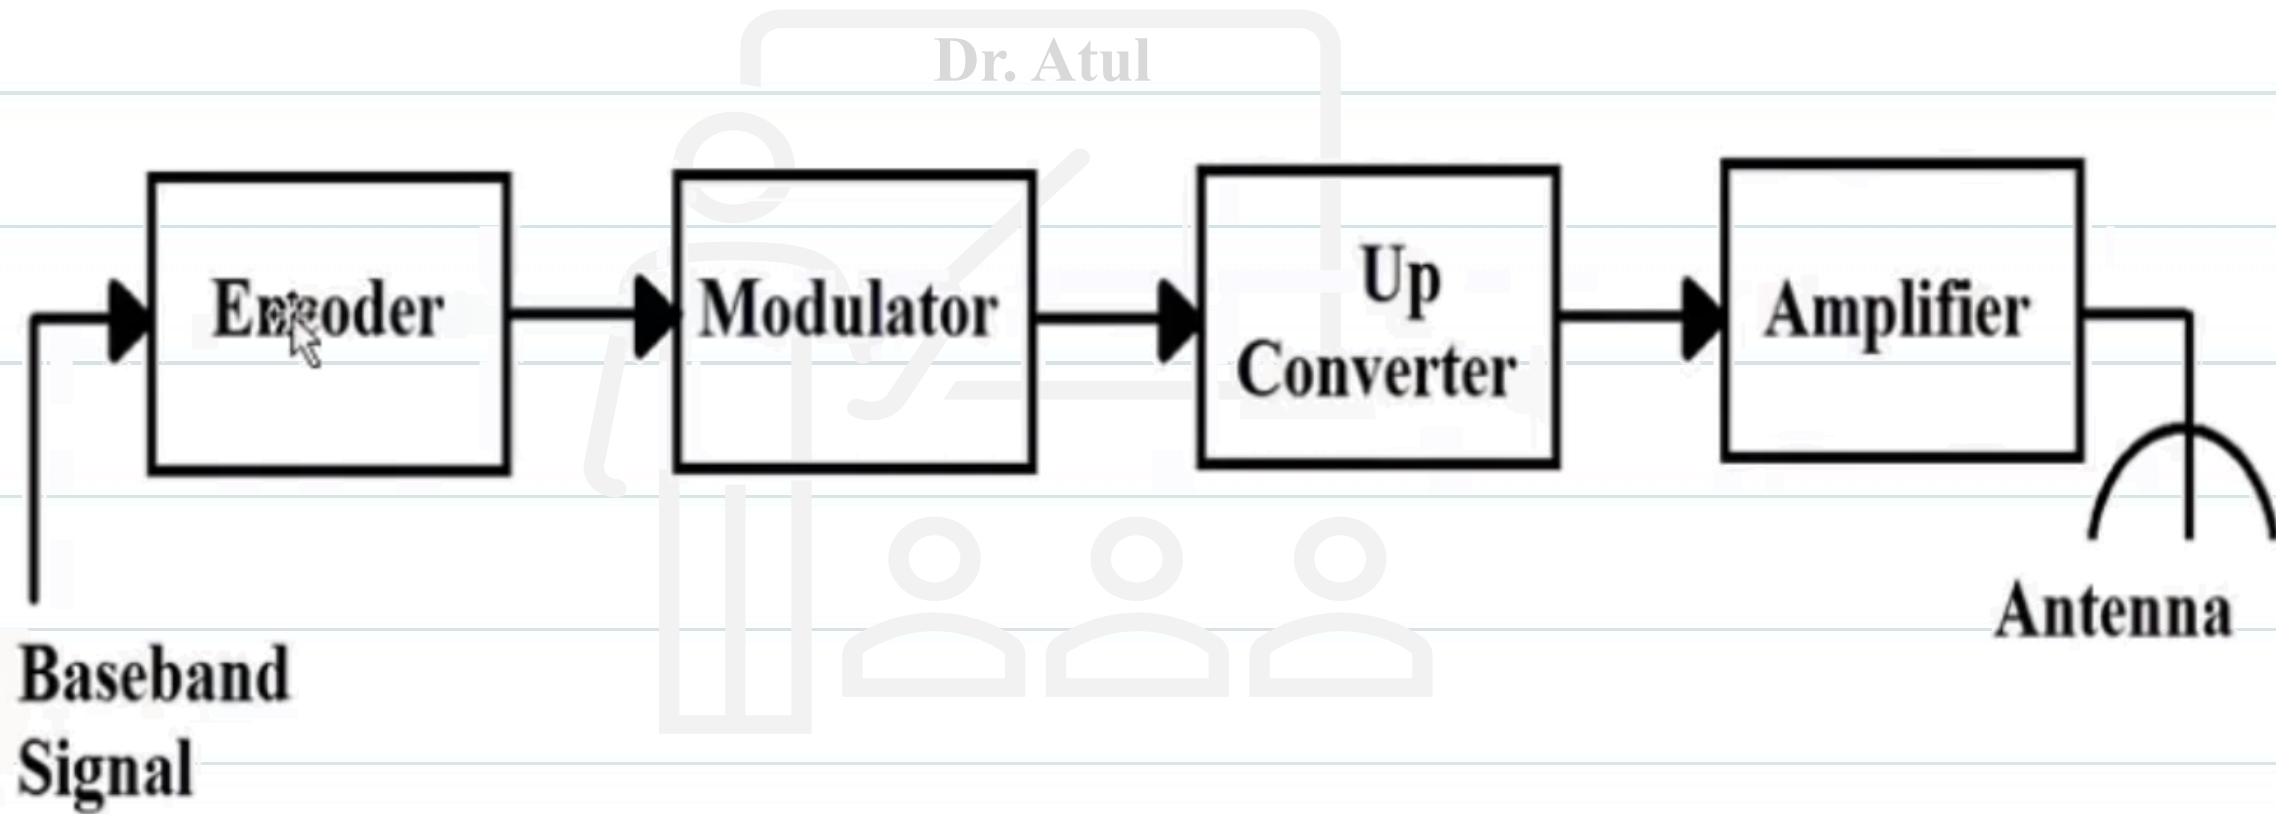 Dr. Atul
Encoder
Modulator
Up
Converter
Amplifier
Antenna
Baseband
Signal